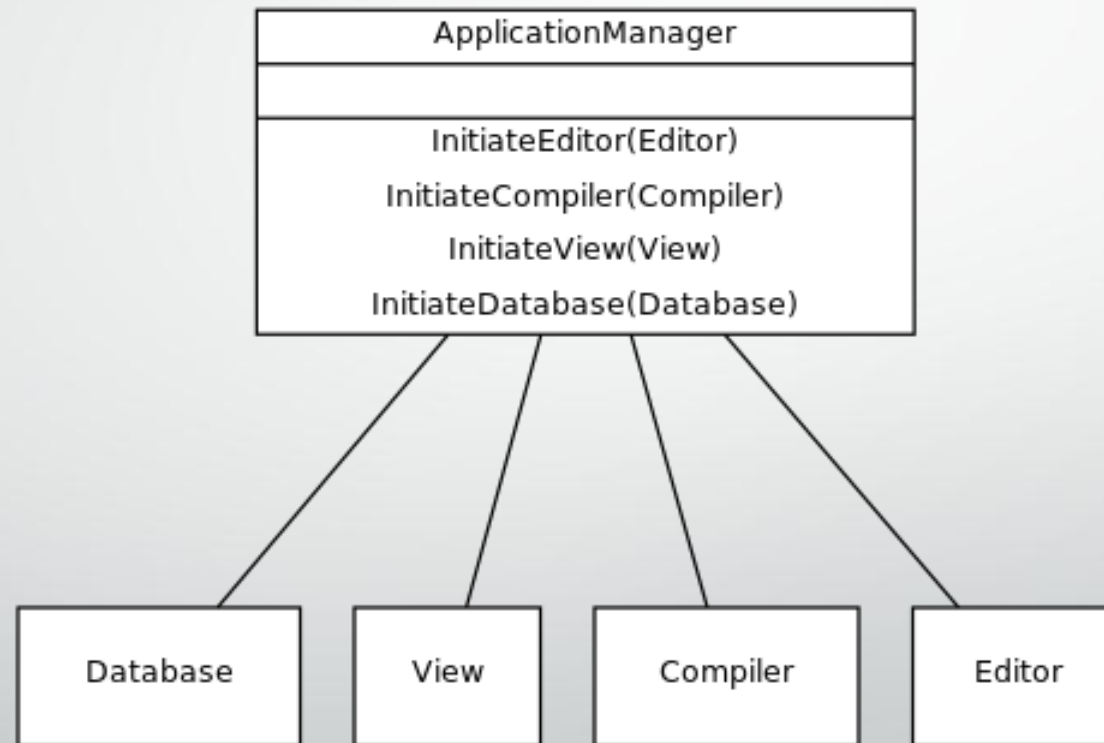 ApplicationManager
InitiateEditor(Editor)
InitiateCompiler(Compiler)
InitiateView(View)
InitiateDatabase(Database)
Database
View
Compiler
Editor